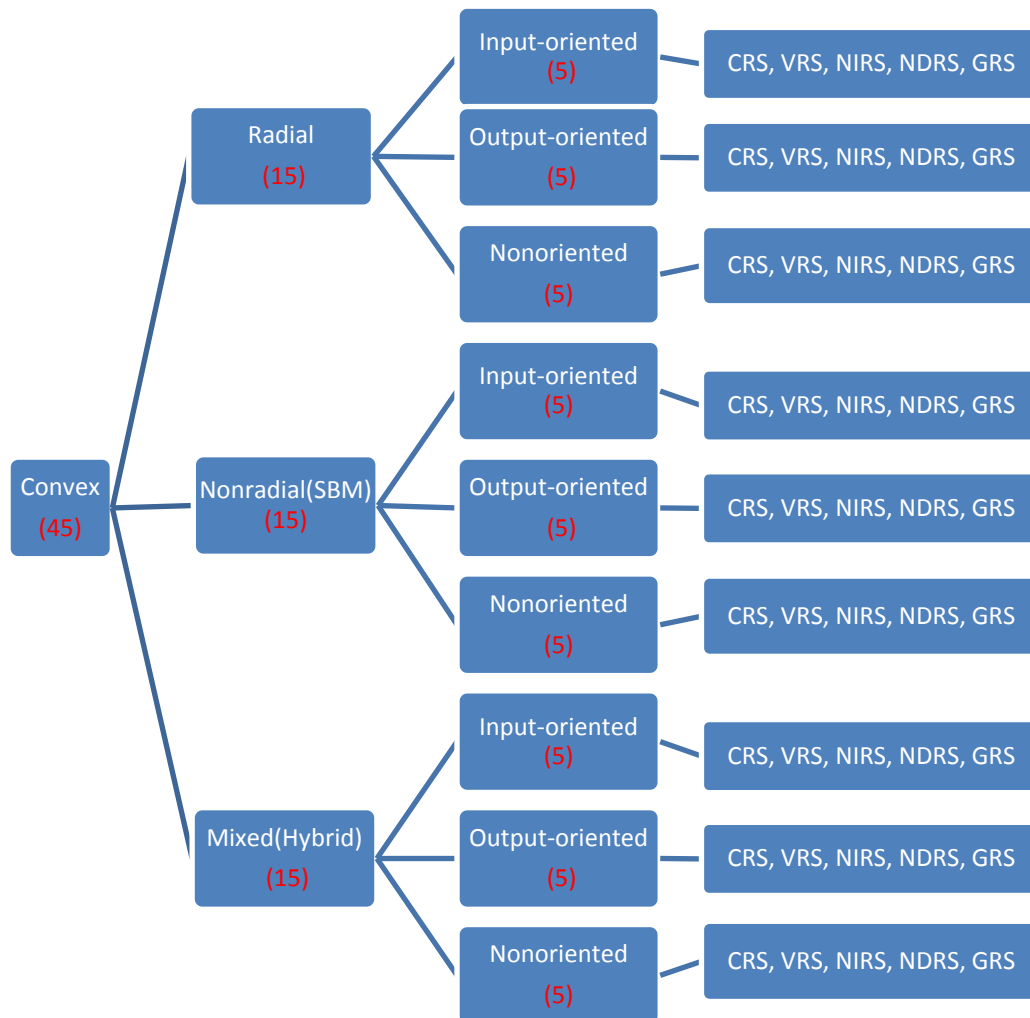 Convex
(45)
Radial
(15)
Input-oriented
(5)
CRS, VRS, NIRS, NDRS, GRS
Output-oriented
(5)
CRS, VRS, NIRS, NDRS, GRS
Nonoriented
(5)
CRS, VRS, NIRS, NDRS, GRS
Nonradial(SBM)
(15)
Input-oriented
(5)
CRS, VRS, NIRS, NDRS, GRS
Output-oriented
(5)
CRS, VRS, NIRS, NDRS, GRS
Nonoriented
(5)
CRS, VRS, NIRS, NDRS, GRS
Mixed(Hybrid)
(15)
Input-oriented
(5)
CRS, VRS, NIRS, NDRS, GRS
Output-oriented
(5)
CRS, VRS, NIRS, NDRS, GRS
Nonoriented
(5)
CRS, VRS, NIRS, NDRS, GRS